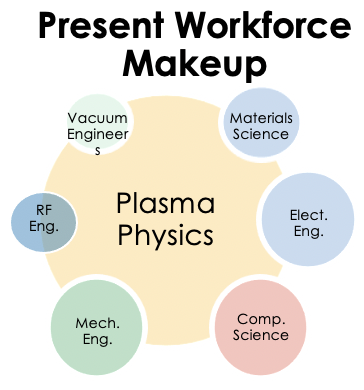 Present Workforce
Makeup
Vacuum
Engineer
s
Materials
Science
RF
Eng.
Plasma
Physics
Elect.
Eng.
Mech.
Eng.
Comp.
Science